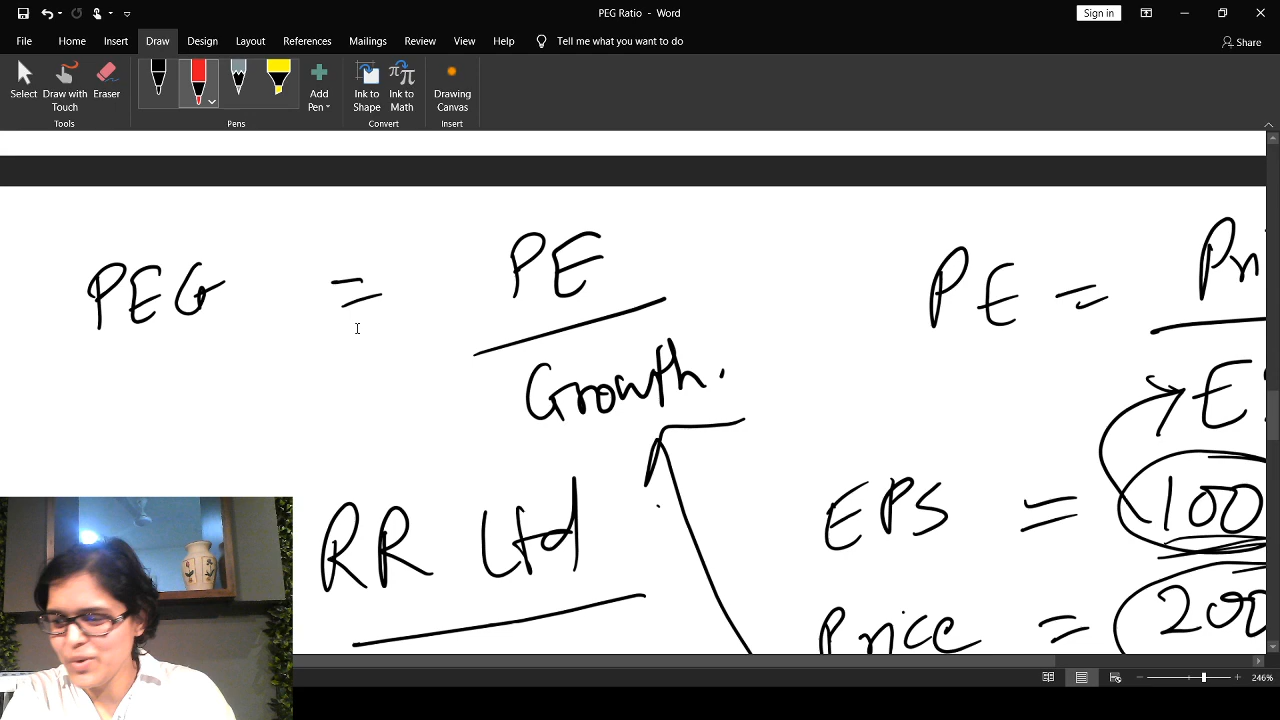 PEG Ratio - Word
Sign in
File Home Insert Draw Design Layout References Mailings Review View Help Tell me what you want to do
Share
Select Draw with Touch Eraser Add Pen Ink to Shape Ink to Math Drawing Canvas
Tools Pens Convert Insert
PEG = PE
Growth.
PE = Pri
E
RR Ltd
EPS = 100
Price = 200
246%